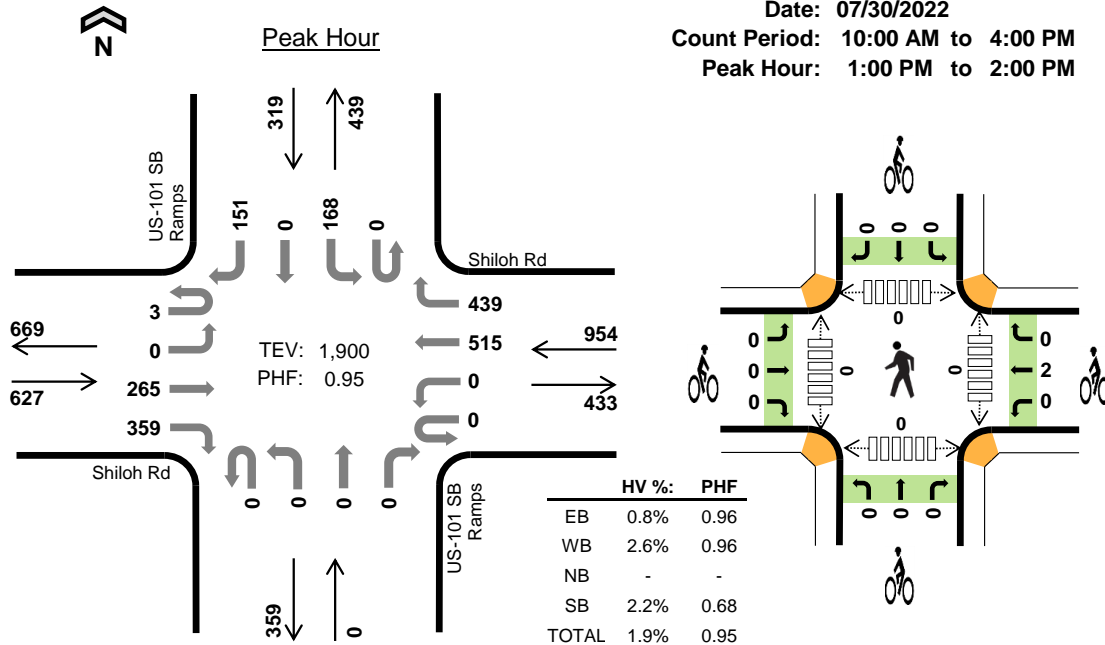 Date: 07/30/2022
Count Period: 10:00 AM to 4:00 PM
Peak Hour: 1:00 PM to 2:00 PM
N
Peak Hour
319
439
US-101 SB
Ramps
151
0
168
0
Shiloh Rd
3
0
265
359
669
627
TEV: 1,900
PHF: 0.95
439
515
0
0
954
433
Shiloh Rd
0
0
0
0
US-101 SB
Ramps
359
0
HV %: PHF
EB 0.8% 0.96
WB 2.6% 0.96
NB - -
SB 2.2% 0.68
TOTAL 1.9% 0.95
0
0
0
0
0
0
0
0
0
0
2
0
0
0
0
0